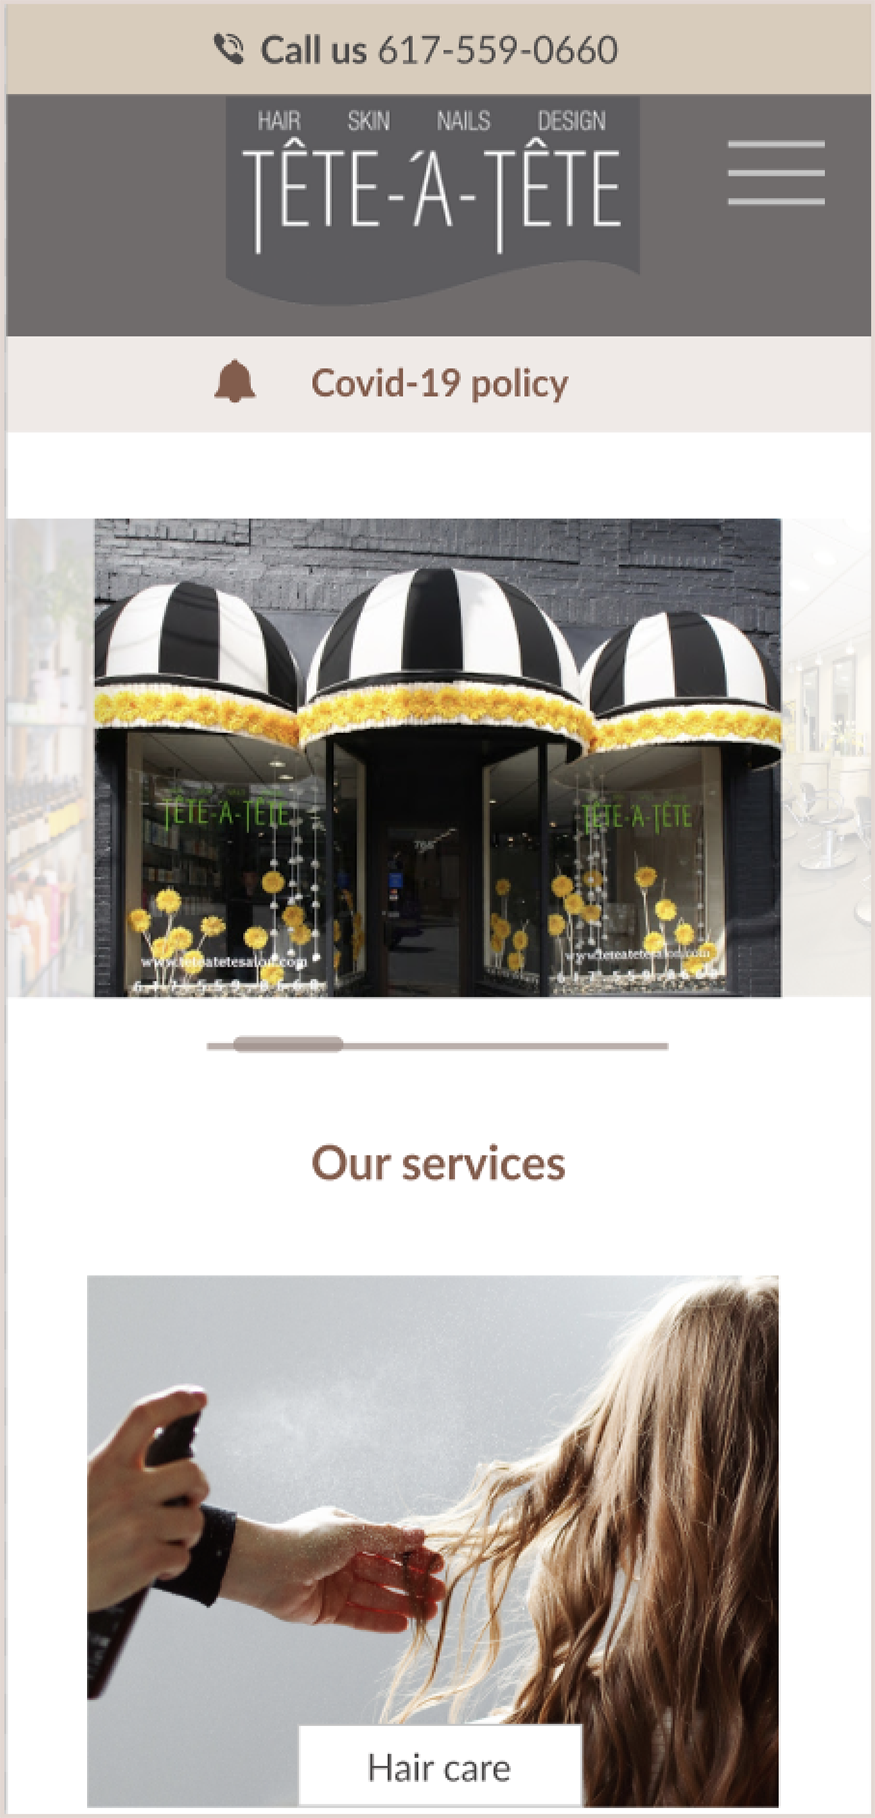 Call us 617-559-0660
HAIR SKIN NAILS DESIGN
TÊTE-Á-TÊTE
Covid-19 policy
TÊTE-Á-TÊTE
TÊTE-Á-TÊTE
768
www.teteatetesalon.com
www.teteatetesalon.com
Our services
Hair care